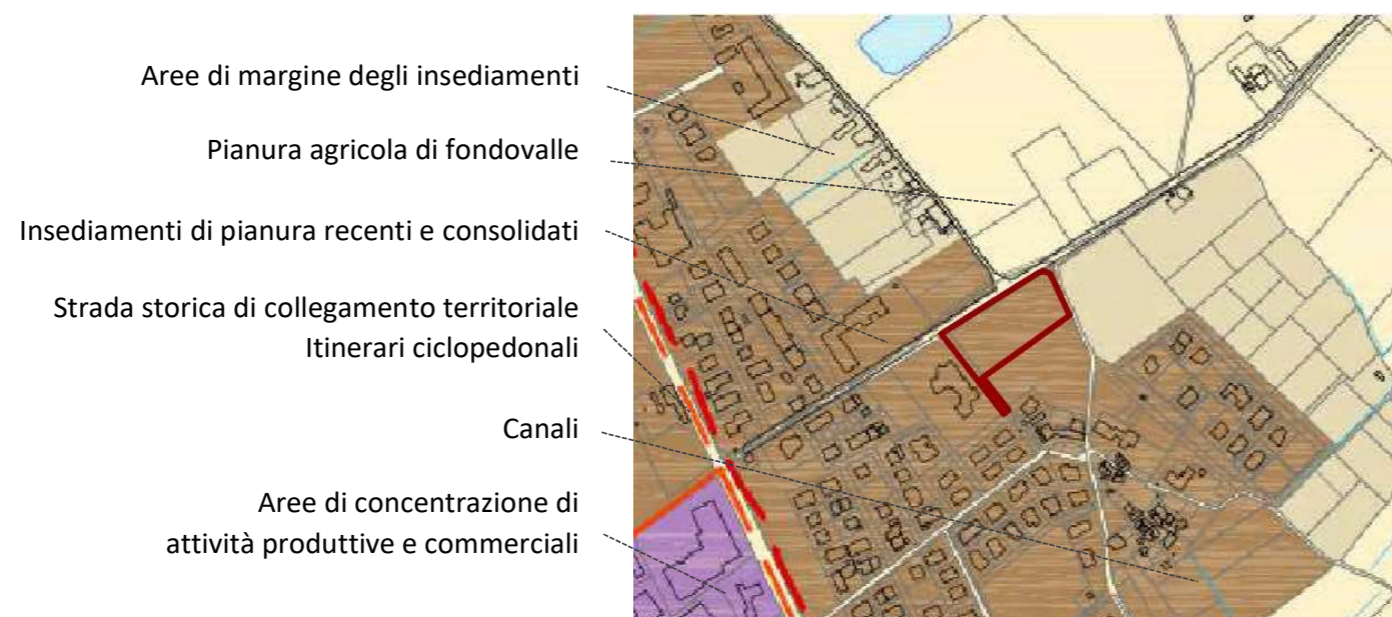 Aree di margine degli insediamenti
Pianura agricola di fondovalle
Insediamenti di pianura recenti e consolidati
Strada storica di collegamento territoriale
Itinerari ciclopedonali
Canali
Aree di concentrazione di
attività produttive e commerciali